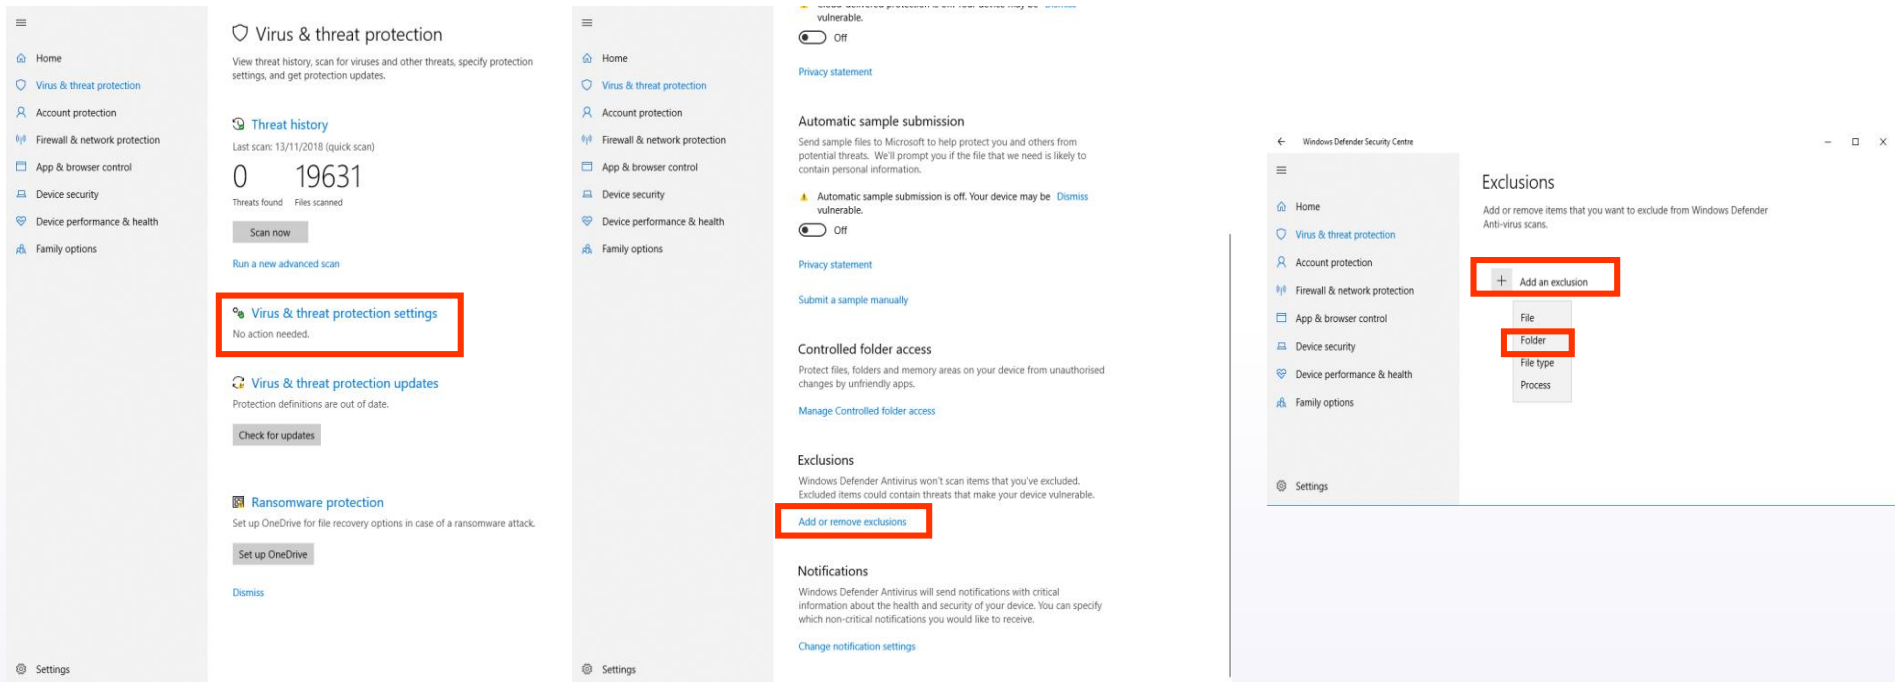 Home
Virus & threat protection
Account protection
Firewall & network protection
App & browser control
Device security
Device performance & health
Family options
Settings
Virus & threat protection
View threat history, scan for viruses and other threats, specify protection
settings, and get protection updates.
Threat history
Last scan: 13/11/2018 (quick scan)
0 19631
Threats found Files scanned
Scan now
Run a new advanced scan
Virus & threat protection settings
No action needed.
Virus & threat protection updates
Protection definitions are out of date.
Check for updates
Ransomware protection
Set up OneDrive for file recovery options in case of a ransomware attack.
Set up OneDrive
Dismiss
Home
Virus & threat protection
Account protection
Firewall & network protection
App & browser control
Device security
Device performance & health
Family options
Settings
Cloud-delivered protection is off. Your device may be Dismiss
vulnerable.
Off
Privacy statement
Automatic sample submission
Send sample files to Microsoft to help protect you and others from
potential threats. We'll prompt you if the file that we need is likely to
contain personal information.
Automatic sample submission is off. Your device may be Dismiss
vulnerable.
Off
Privacy statement
Submit a sample manually
Controlled folder access
Protect files, folders and memory areas on your device from unauthorised
changes by unfriendly apps.
Manage Controlled folder access
Exclusions
Windows Defender Antivirus won't scan items that you've excluded.
Excluded items could contain threats that make your device vulnerable.
Add or remove exclusions
Notifications
Windows Defender Antivirus will send notifications with critical
information about the health and security of your device. You can specify
which non-critical notifications you would like to receive.
Change notification settings
Windows Defender Security Centre
Home
Virus & threat protection
Account protection
Firewall & network protection
App & browser control
Device security
Device performance & health
Family options
Settings
Exclusions
Add or remove items that you want to exclude from Windows Defender
Anti-virus scans.
+ Add an exclusion
File
Folder
File type
Process